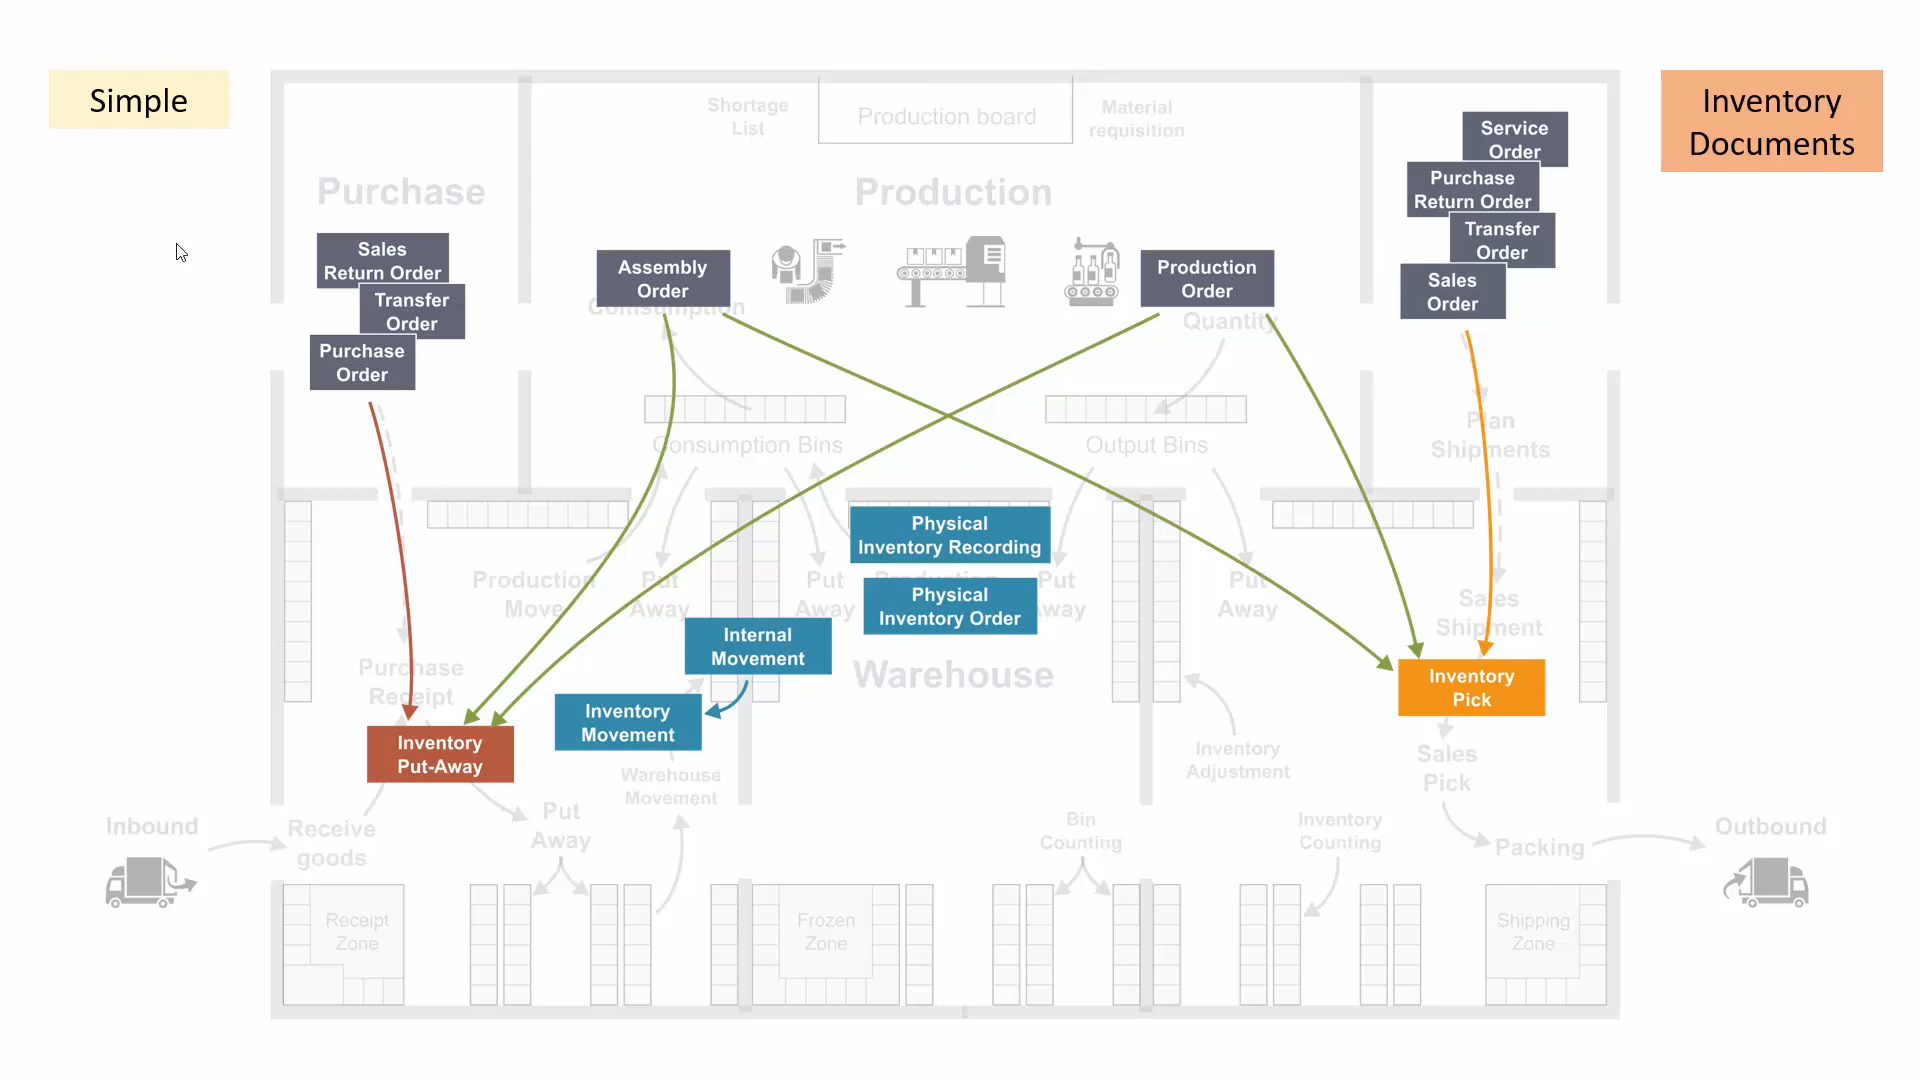 Simple
Inventory
Documents
Shortage
List
Production board
Material
requisition
Purchase
Production
Service
Order
Purchase
Return Order
Transfer
Order
Sales
Order
Sales
Return Order
Transfer
Order
Purchase
Order
Assembly
Order
Consumption
Production
Order
Quantity
Consumption Bins
Output Bins
Plan
Shipments
Physical
Inventory Recording
Physical
Inventory Order
Production
Move
Put
Away
Put
Away
Put
Away
Put
Away
Sales
Shipment
Internal
Movement
Warehouse
Purchase
Receipt
Inventory
Movement
Inventory
Pick
Inventory
Put-Away
Warehouse
Movement
Inventory
Adjustment
Sales
Pick
Inbound
Receive
goods
Put
Away
Bin
Counting
Inventory
Counting
Packing
Outbound
Receipt
Zone
Frozen
Zone
Shipping
Zone